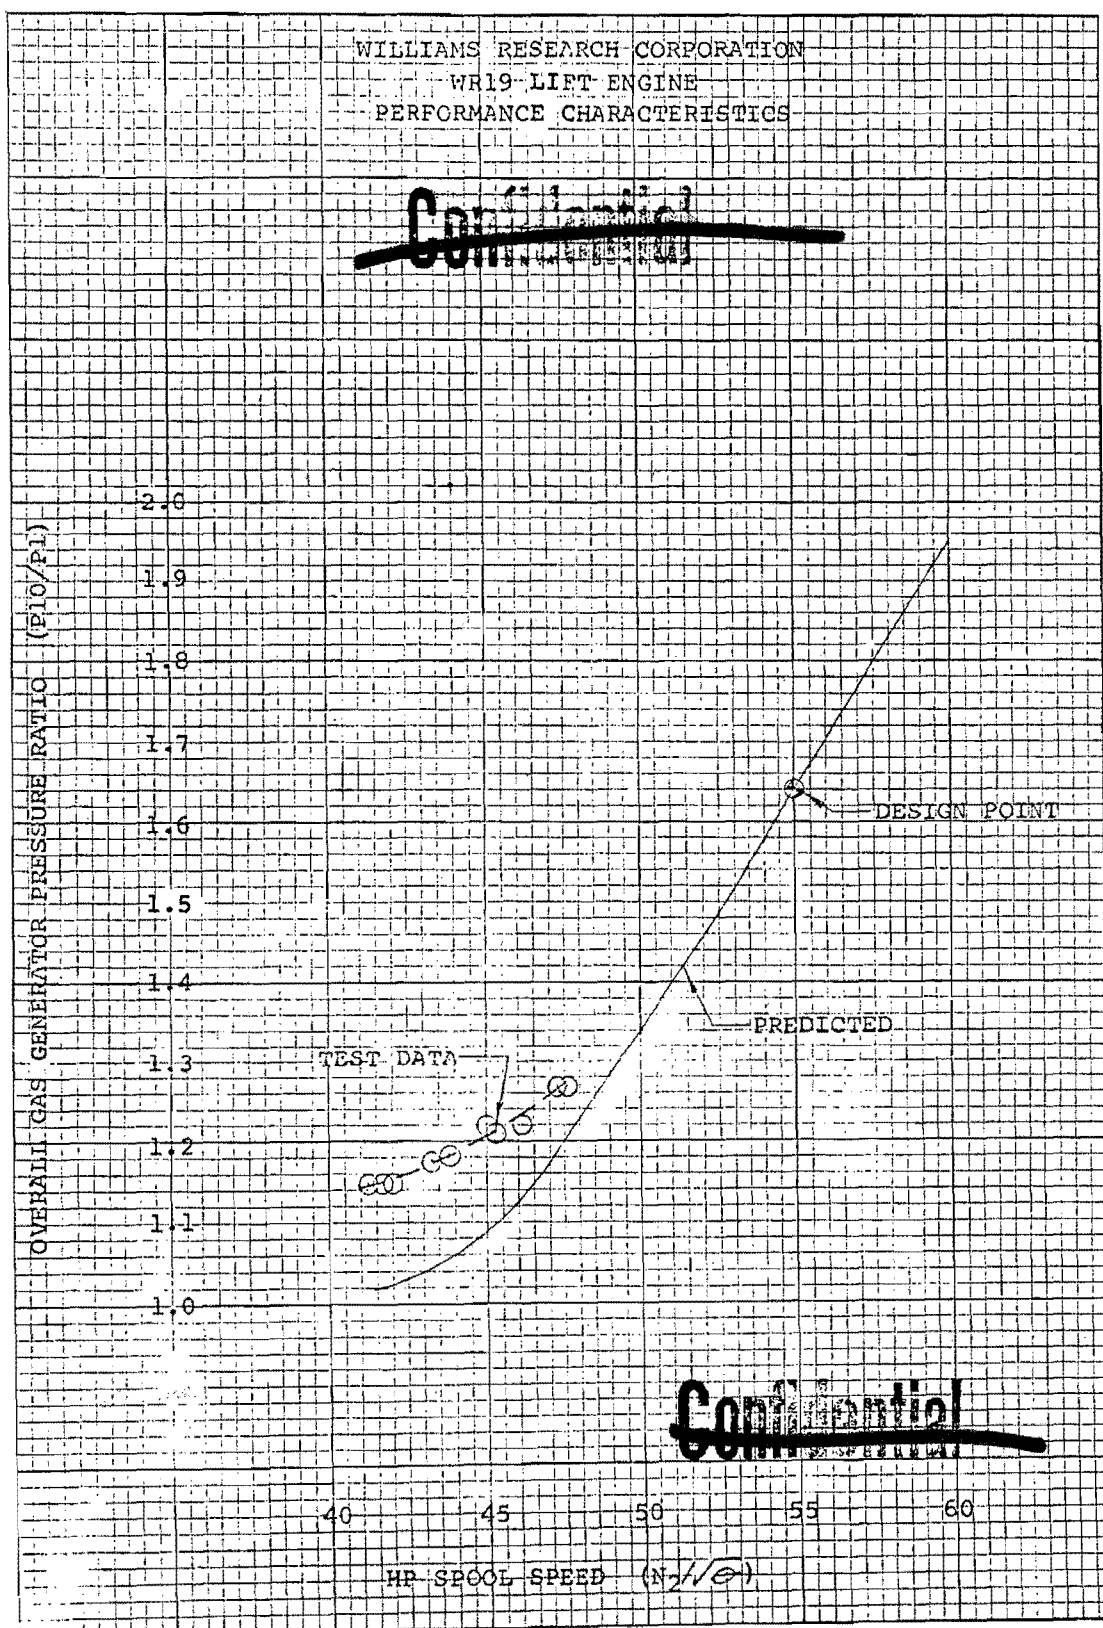 WILLIAMS RESEARCH CORPORATION
WR19 LIFT ENGINE
PERFORMANCE CHARACTERISTICS
Confidential
OVERALL GAS GENERATOR PRESSURE RATIO (P10/P1)
2.0
1.9
1.8
1.7
1.6
1.5
1.4
1.3
1.2
1.1
1.0
DESIGN POINT
PREDICTED
TEST DATA
Confidential
40 45 50 55 60
HP SPOOL SPEED (N2/√Θ)